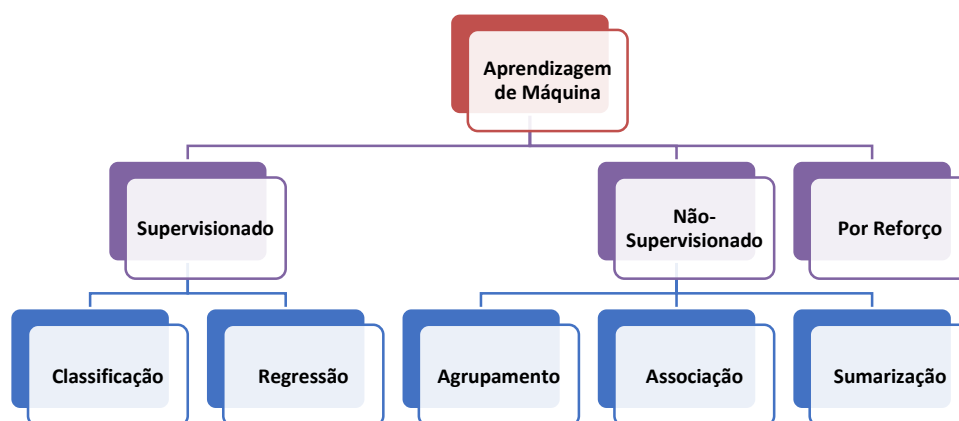 Aprendizagem
de Máquina
Supervisionado
Não-
Supervisionado
Por Reforço
Classificação
Regressão
Agrupamento
Associação
Sumarização